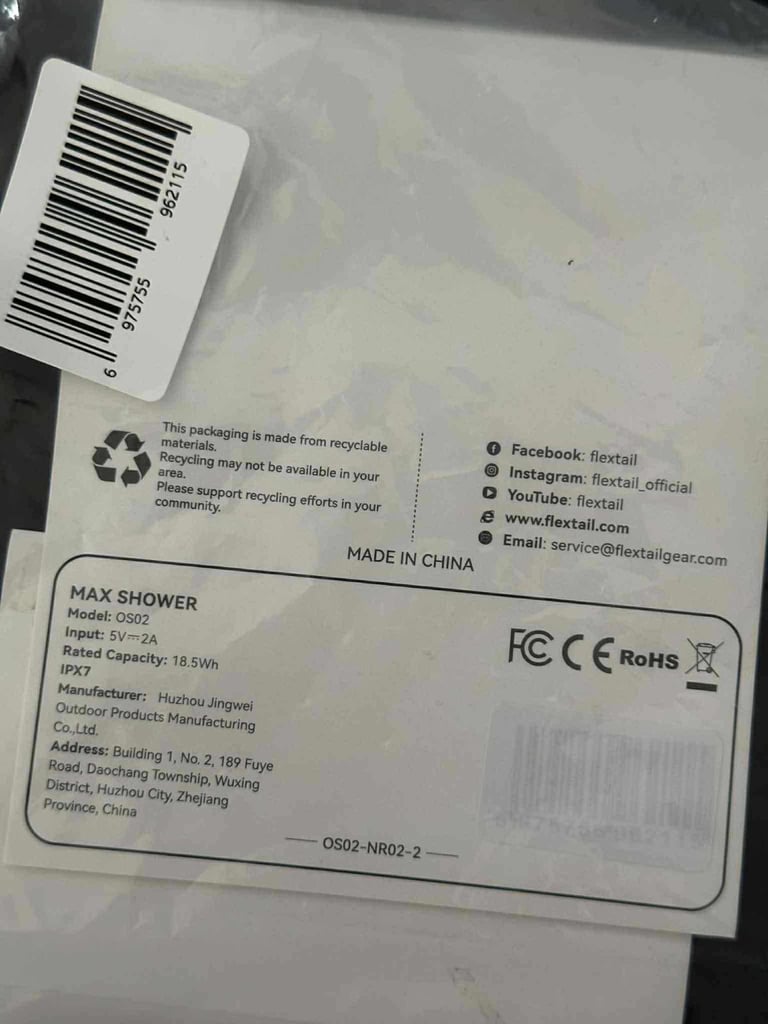 6 975755 962115
This packaging is made from recyclable
materials.
Recycling may not be available in your
area.
Please support recycling efforts in your
community.
Facebook: flextail
Instagram: flextail_official
YouTube: flextail
www.flextail.com
Email: service@flextailgear.com
MADE IN CHINA
MAX SHOWER
Model: OS02
Input: 5V⎓2A
Rated Capacity: 18.5Wh
IPX7
Manufacturer: Huzhou Jingwei
Outdoor Products Manufacturing
Co.,Ltd.
Address: Building 1, No. 2, 189 Fuye
Road, Daochang Township, Wuxing
District, Huzhou City, Zhejiang
Province, China
FC CE RoHS
OS02-NR02-2